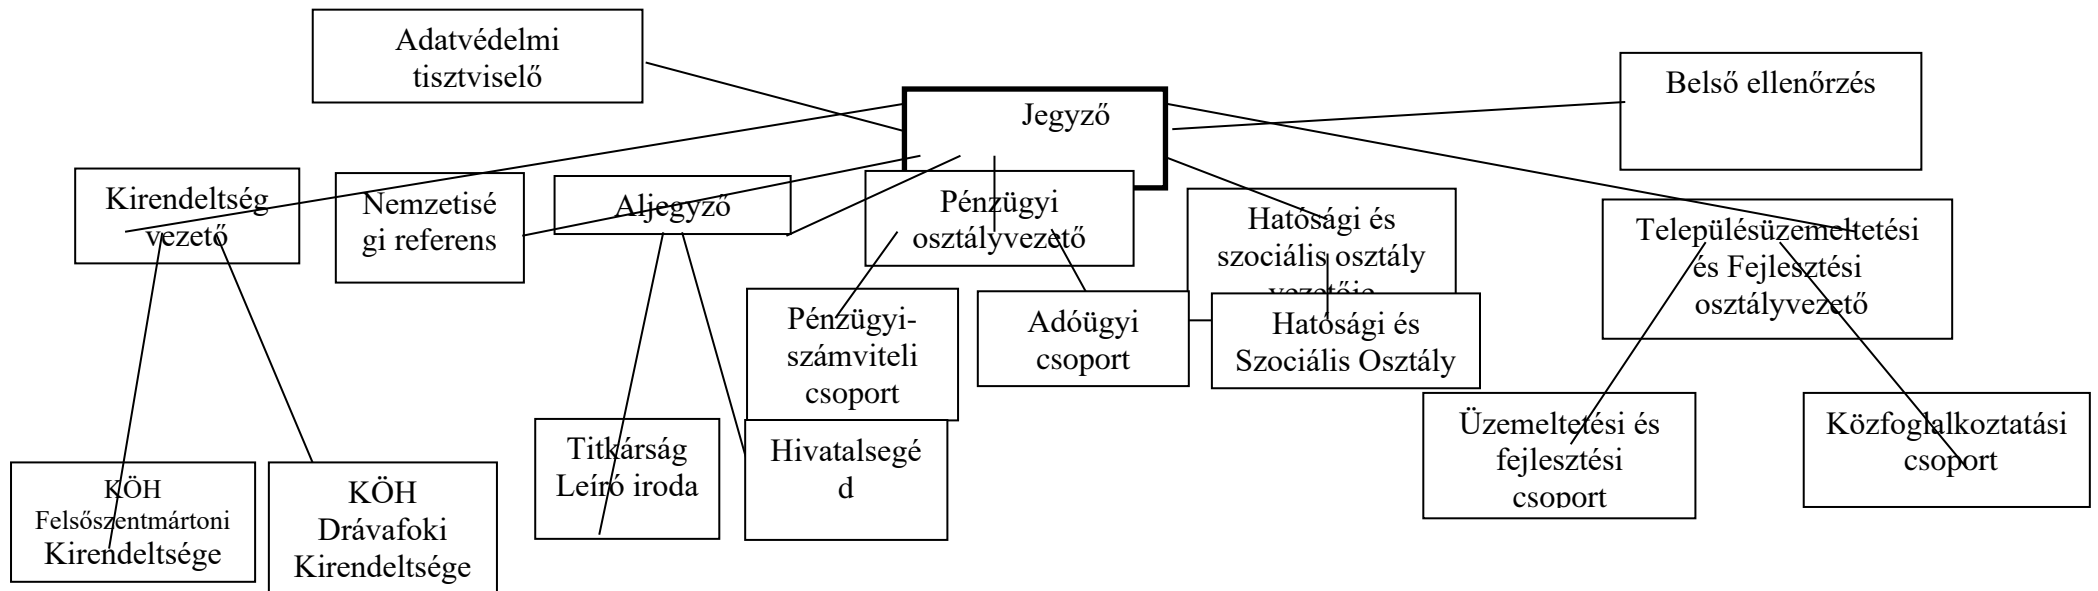 Adatvédelmi
tisztviselő
Belső ellenőrzés
Jegyző
Kirendeltség
vezető
Nemzetisé
gi referens
Aljegyző
Pénzügyi
osztályvezető
Hatósági és
szociális osztály
vezetője
Településüzemeltetési
és Fejlesztési
osztályvezető
Pénzügyi-
számviteli
csoport
Adóügyi
csoport
Hatósági és
Szociális Osztály
Titkárság
Leíró iroda
Hivatalsegé
d
Üzemeltetési és
fejlesztési
csoport
Közfoglalkoztatási
csoport
KÖH
Felsőszentmártoni
Kirendeltsége
KÖH
Drávafoki
Kirendeltsége